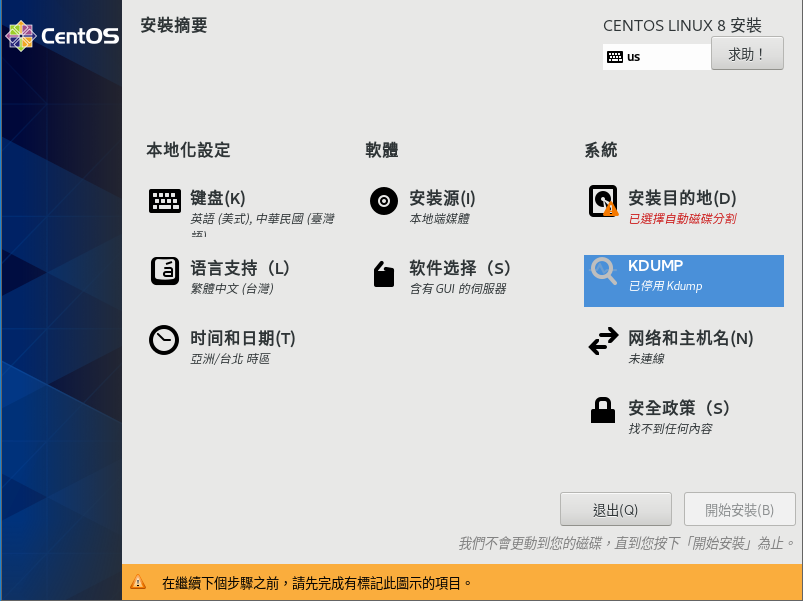 CentOS
安裝摘要
CENTOS LINUX 8 安裝
us
求助！
本地化設定
軟體
系統
键盘(K)
英語 (美式), 中華民國 (臺灣
語)
安装源(I)
本地端媒體
安装目的地(D)
已選擇自動磁碟分割
语言支持（L）
繁體中文 (台灣)
软件选择（S）
含有 GUI 的伺服器
KDUMP
已停用 Kdump
时间和日期(T)
亞洲/台北 時區
网络和主机名(N)
未連線
安全政策（S）
找不到任何內容
退出(Q)
開始安裝(B)
我們不會更動到您的磁碟，直到您按下「開始安裝」為止。
在繼續下個步驟之前，請先完成有標記此圖示的項目。